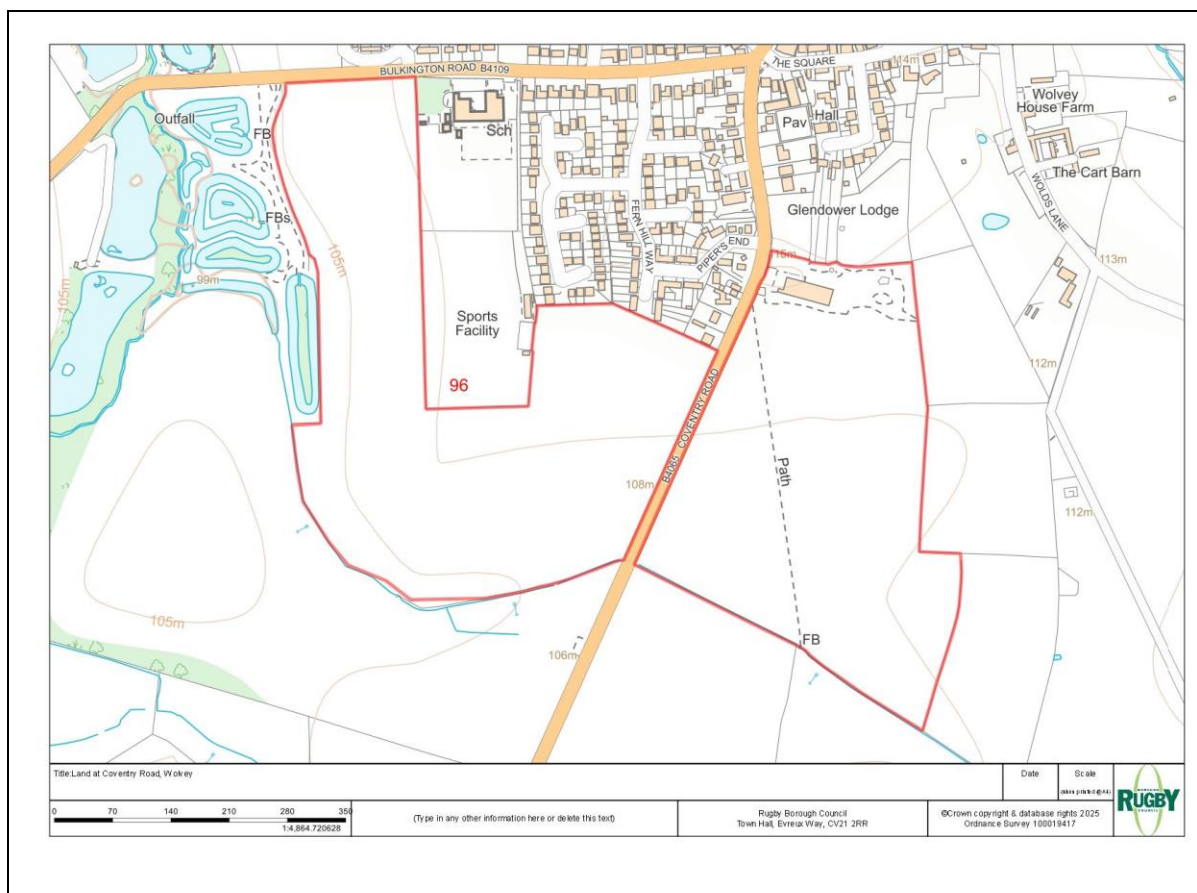 BULKINGTON ROAD B4109
THE SQUARE
114m
Wolvey
House Farm
Outfall
FB
Sch
Pav
Hall
The Cart Barn
WOLDS LANE
FBs
FERN HILL WAY
Glendower Lodge
PIPER'S END
105m
15m
113m
99m
105m
Sports
Facility
112m
96
B4065 COVENTRY ROAD
Path
108m
112m
105m
FB
106m
Title:Land at Coventry Road, Wolvey
Date
Scale
0 70 140 210 280 350
1:4,864.720628
(Type in any other information here or delete this text)
Rugby Borough Council
Town Hall, Evreux Way, CV21 2RR
©Crown copyright & database rights 2025
Ordnance Survey 100019417
RUGBY